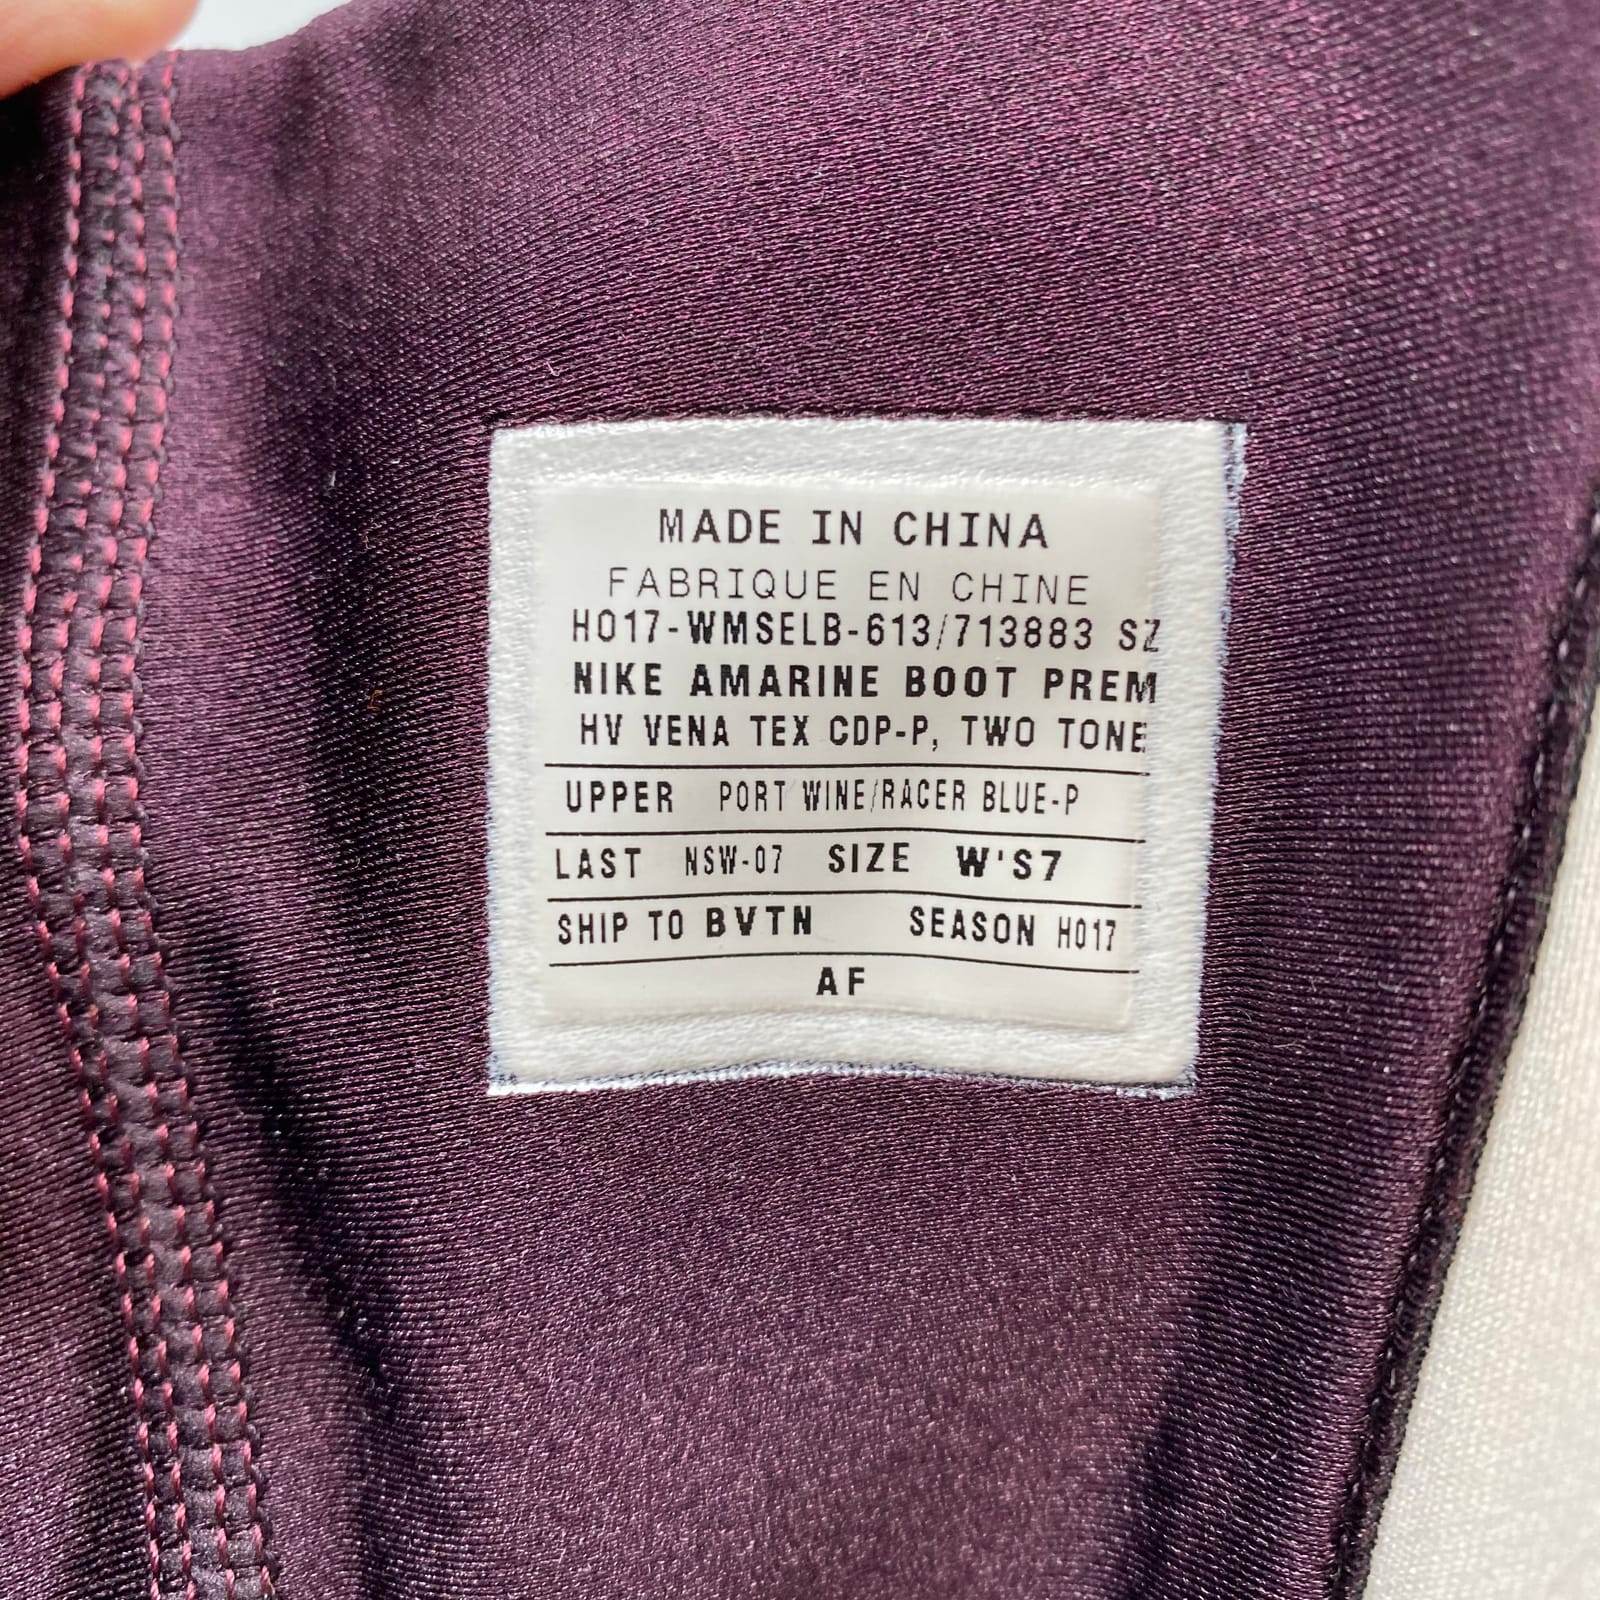 MADE IN CHINA
FABRIQUE EN CHINE
HO17-WMSELB-613/713883 SZ
NIKE AMARINE BOOT PREM
HV VENA TEX CDP-P, TWO TONE
UPPER PORT WINE/RACER BLUE-P
LAST NSW-07 SIZE W'S7
SHIP TO BVTN SEASON HO17
AF